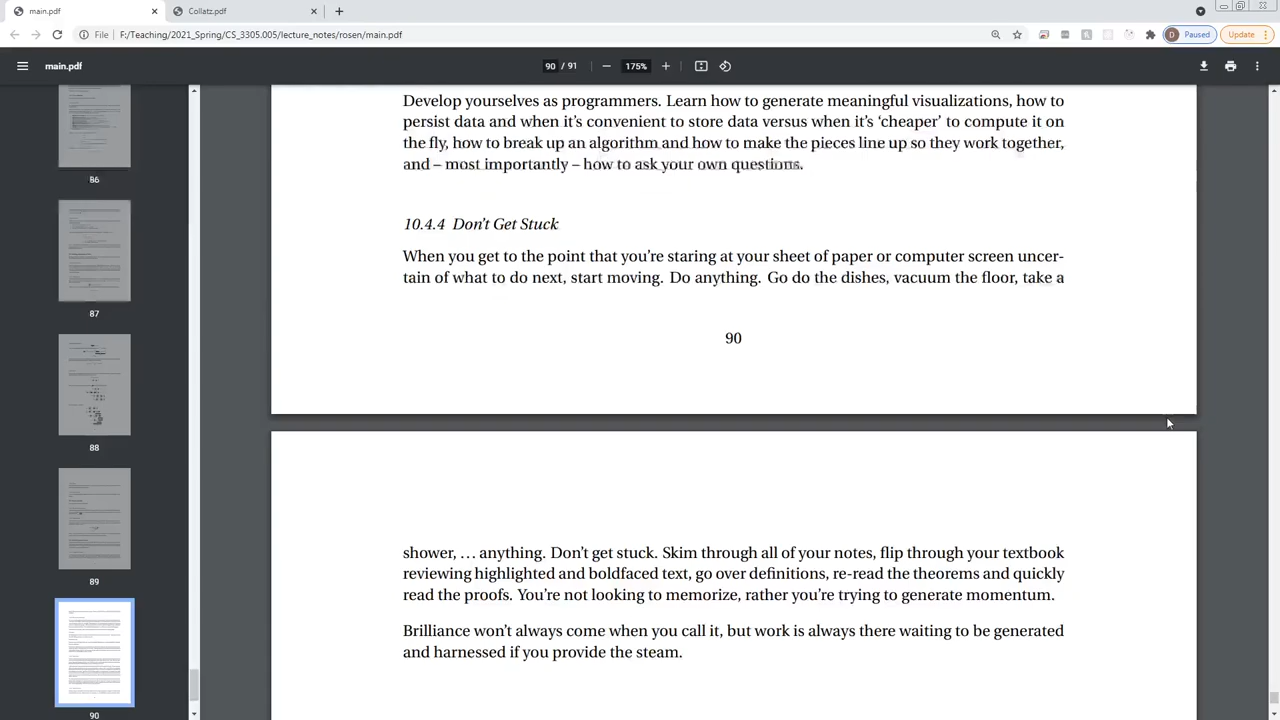 main.pdf
Collatz.pdf
File F:/Teaching/2021_Spring/CS_3305.005/lecture_notes/rosen/main.pdf
D Paused
Update
main.pdf
90 / 91
175%
Develop yourselves as programmers. Learn how to generate meaningful visualizations, how to
persist data and when it's convenient to store data versus when it's 'cheaper' to compute it on
the fly, how to break up an algorithm and how to make the pieces line up so they work together,
and – most importantly – how to ask your own questions.
10.4.4 Don't Get Stuck
When you get to the point that you're staring at your sheet of paper or computer screen uncer-
tain of what to do next, start moving. Do anything. Go do the dishes, vacuum the floor, take a
90
shower, … anything. Don't get stuck. Skim through all of your notes, flip through your textbook
reviewing highlighted and boldfaced text, go over definitions, re-read the theorems and quickly
read the proofs. You're not looking to memorize, rather you're trying to generate momentum.
Brilliance won't always come when you call it, but work is always there waiting to be generated
and harnessed if you provide the steam.
86
87
88
89
90